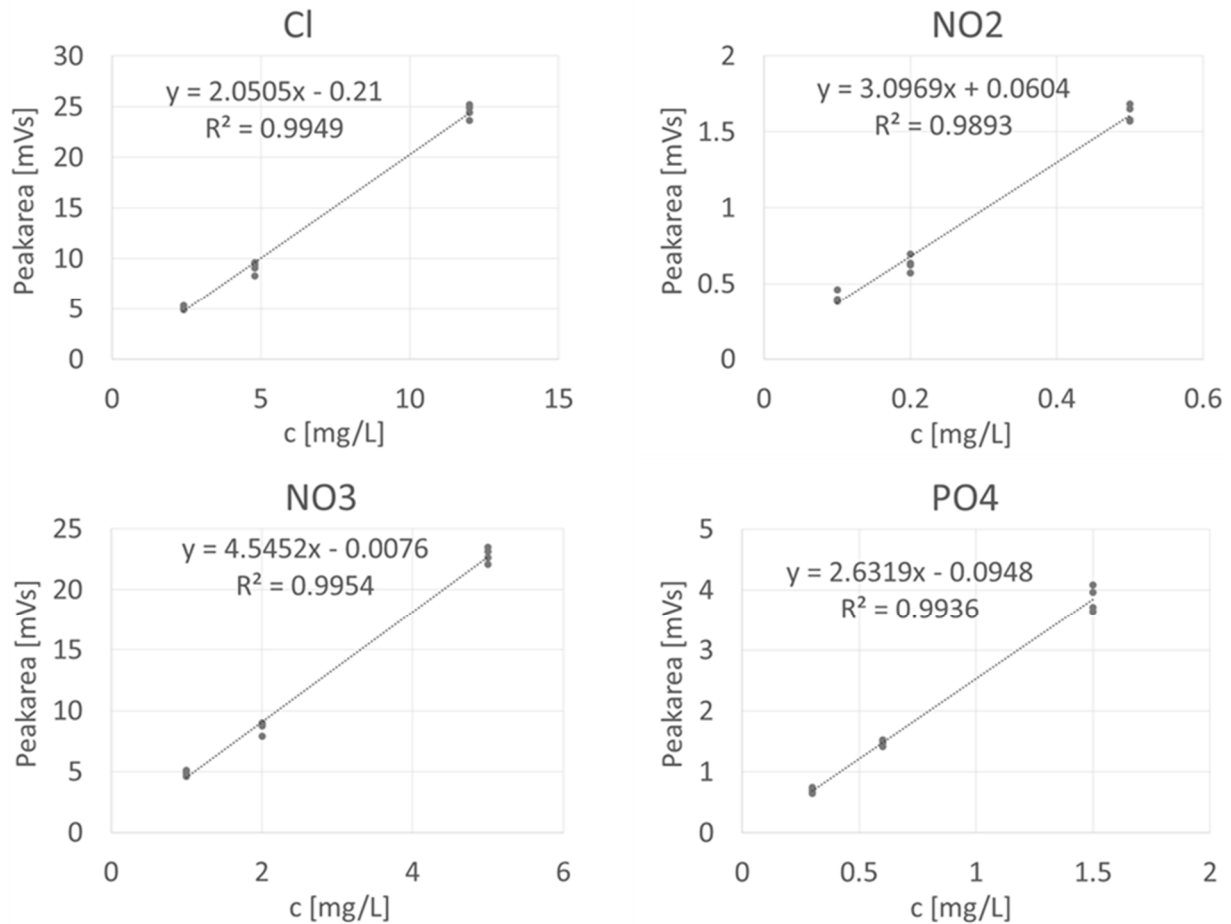 Cl
30
25
20
15
10
5
0
y = 2.0505x - 0.21
R² = 0.9949
Peakarea [mVs]
0 5 10 15
c [mg/L]
NO2
2
1.5
1
0.5
0
y = 3.0969x + 0.0604
R² = 0.9893
Peakarea [mVs]
0 0.2 0.4 0.6
c [mg/L]
NO3
25
20
15
10
5
0
y = 4.5452x - 0.0076
R² = 0.9954
Peakarea [mVs]
0 2 4 6
c [mg/L]
PO4
5
4
3
2
1
0
y = 2.6319x - 0.0948
R² = 0.9936
Peakarea [mVs]
0 0.5 1 1.5 2
c [mg/L]